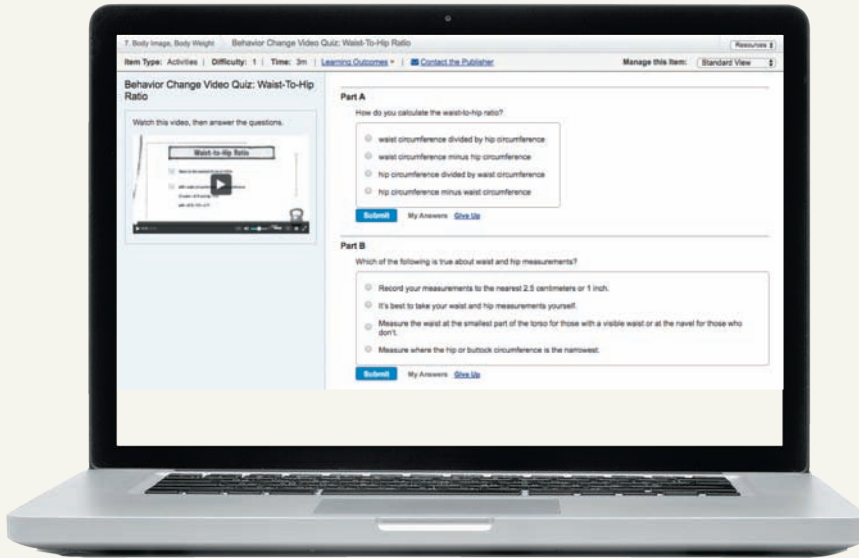 7. Body Image, Body Weight Behavior Change Video Quiz: Waist-To-Hip Ratio Resources
Item Type: Activities | Difficulty: 1 | Time: 3m | Learning Outcomes | Contact the Publisher Manage this Item: Standard View
Behavior Change Video Quiz: Waist-To-Hip
Ratio
Watch this video, then answer the questions.
Waist-to-Hip Ratio
Part A
How do you calculate the waist-to-hip ratio?
waist circumference divided by hip circumference
waist circumference minus hip circumference
hip circumference divided by waist circumference
hip circumference minus waist circumference
Submit My Answers Give Up
Part B
Which of the following is true about waist and hip measurements?
Record your measurements to the nearest 2.5 centimeters or 1 inch.
It's best to take your waist and hip measurements yourself.
Measure the waist at the smallest part of the torso for those with a visible waist or at the navel for those who
don't.
Measure where the hip or buttock circumference is the narrowest.
Submit My Answers Give Up